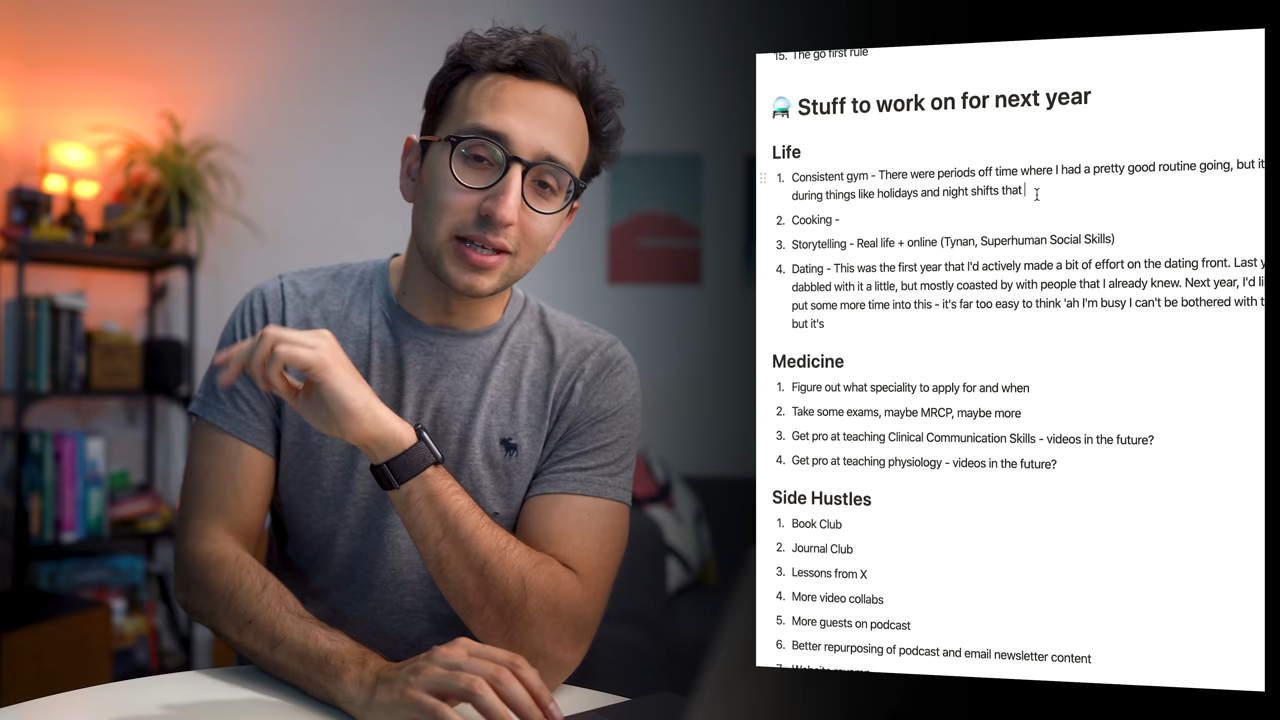 15. The go first rule
🔮 Stuff to work on for next year
Life
1. Consistent gym - There were periods off time where I had a pretty good routine going, but it
during things like holidays and night shifts that
2. Cooking -
3. Storytelling - Real life + online (Tynan, Superhuman Social Skills)
4. Dating - This was the first year that I'd actively made a bit of effort on the dating front. Last y
dabbled with it a little, but mostly coasted by with people that I already knew. Next year, I'd li
put some more time into this - it's far too easy to think 'ah I'm busy I can't be bothered with t
but it's
Medicine
1. Figure out what speciality to apply for and when
2. Take some exams, maybe MRCP, maybe more
3. Get pro at teaching Clinical Communication Skills - videos in the future?
4. Get pro at teaching physiology - videos in the future?
Side Hustles
1. Book Club
2. Journal Club
3. Lessons from X
4. More video collabs
5. More guests on podcast
6. Better repurposing of podcast and email newsletter content
7. Website